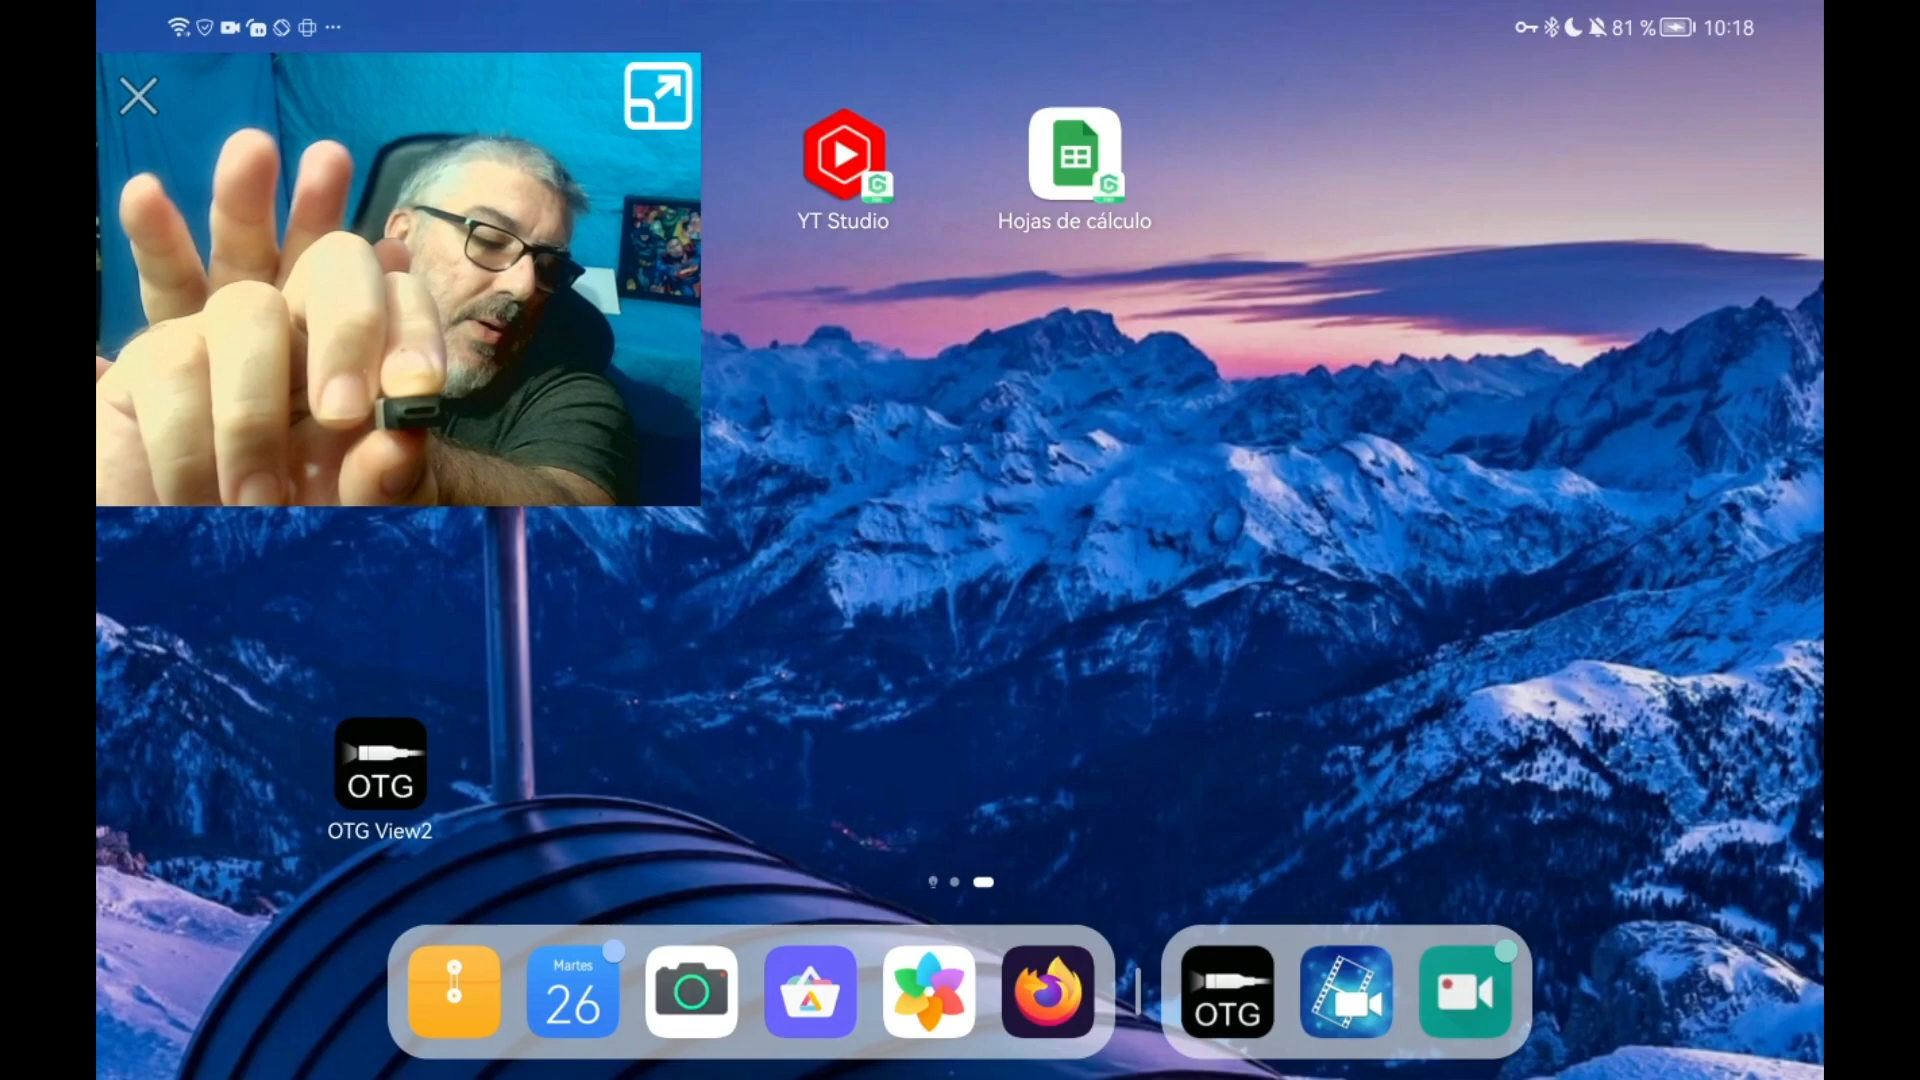 81 % 10:18
YT Studio
Hojas de cálculo
OTG
OTG View2
Martes
26
OTG